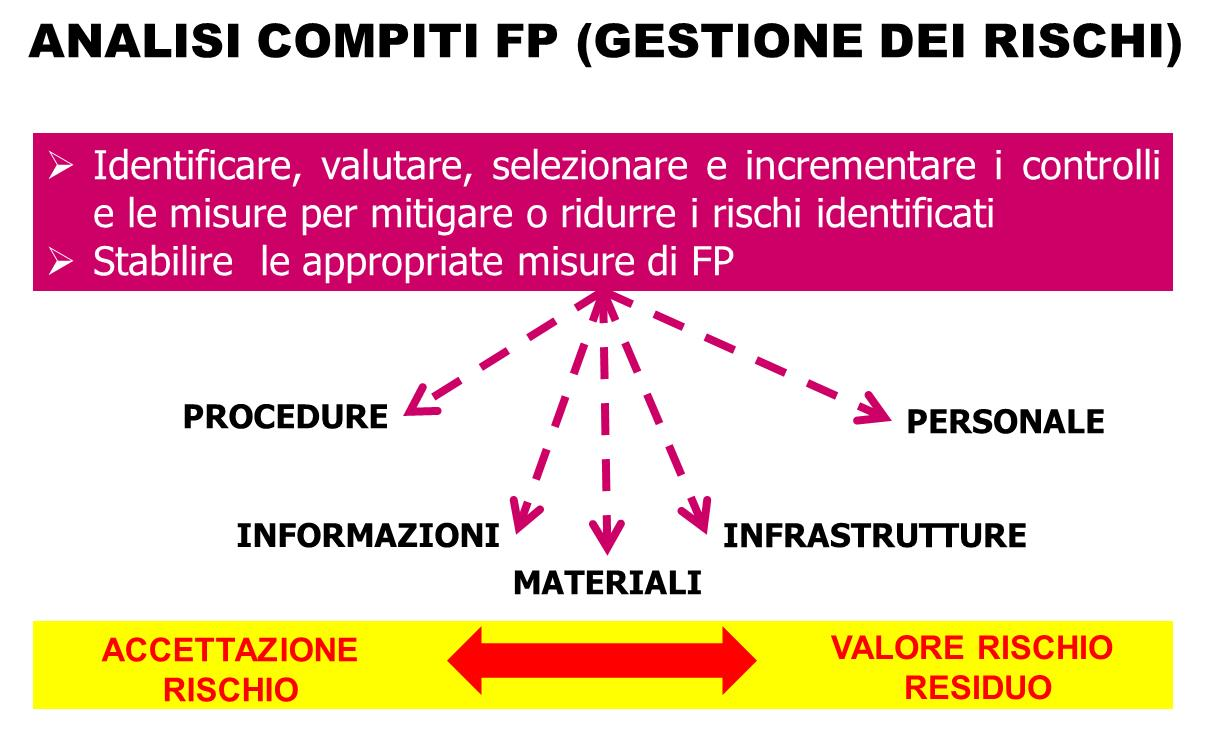 ANALISI COMPITI FP (GESTIONE DEI RISCHI)
➢ Identificare, valutare, selezionare e incrementare i controlli
e le misure per mitigare o ridurre i rischi identificati
➢ Stabilire le appropriate misure di FP
PROCEDURE
PERSONALE
INFORMAZIONI
INFRASTRUTTURE
MATERIALI
ACCETTAZIONE
RISCHIO
VALORE RISCHIO
RESIDUO